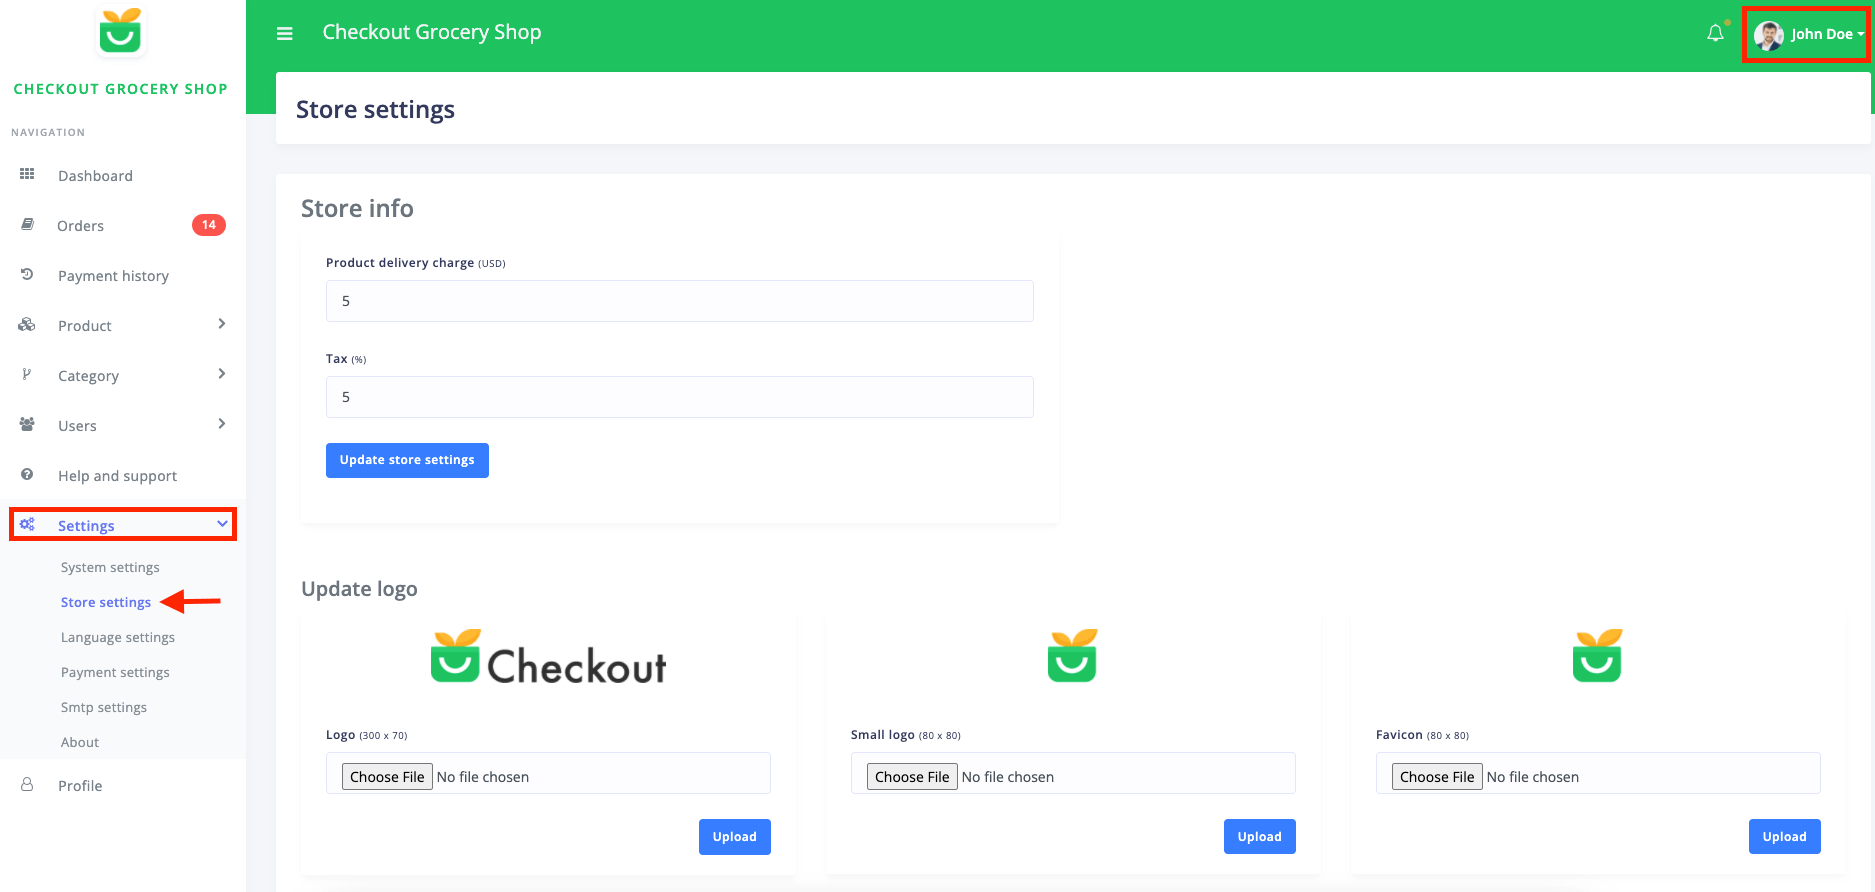 CHECKOUT GROCERY SHOP
NAVIGATION
Dashboard
Orders 14
Payment history
Product
Category
Users
Help and support
Settings
System settings
Store settings
Language settings
Payment settings
Smtp settings
About
Profile
Checkout Grocery Shop
John Doe
Store settings
Store info
Product delivery charge (USD)
5
Tax (%)
5
Update store settings
Update logo
Checkout
Logo (300 x 70)
Choose File No file chosen
Upload
Small logo (80 x 80)
Choose File No file chosen
Upload
Favicon (80 x 80)
Choose File No file chosen
Upload